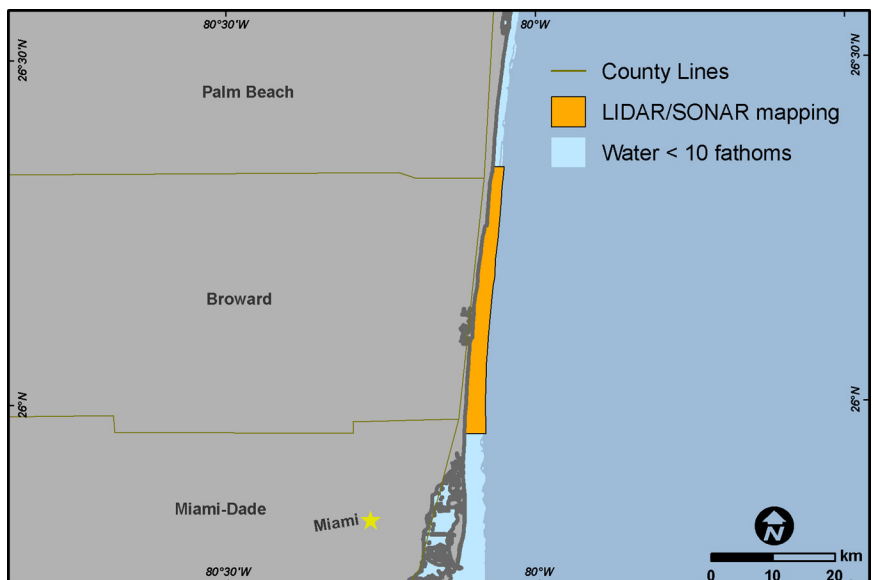 80°30'W
80°W
26°30'N
26°30'N
County Lines
LIDAR/SONAR mapping
Water < 10 fathoms
Palm Beach
Broward
26°N
26°N
Miami-Dade
Miami
N
km
0 10 20
80°30'W
80°W